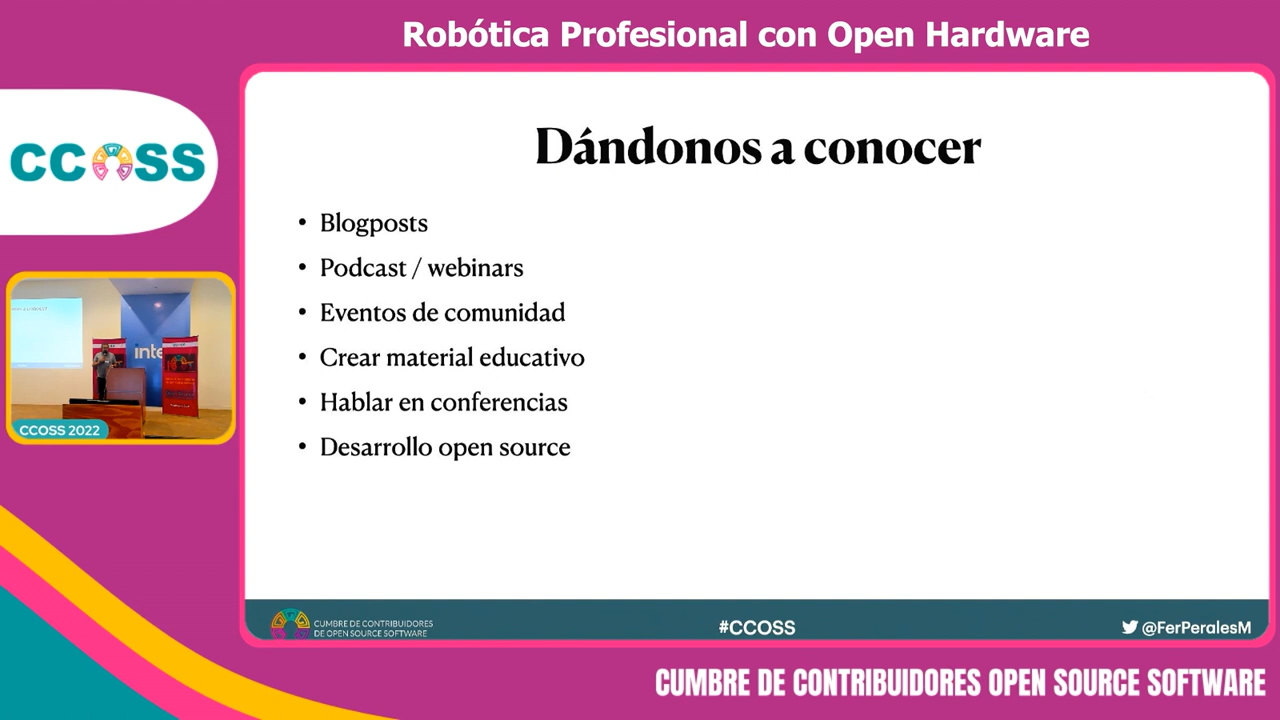 Robótica Profesional con Open Hardware
CCOSS
Dándonos a conocer
• Blogposts
• Podcast / webinars
• Eventos de comunidad
• Crear material educativo
• Hablar en conferencias
• Desarrollo open source
inte
CCOSS 2022
CUMBRE DE CONTRIBUIDORES
DE OPEN SOURCE SOFTWARE
#CCOSS
@FerPeralesM
CUMBRE DE CONTRIBUIDORES OPEN SOURCE SOFTWARE